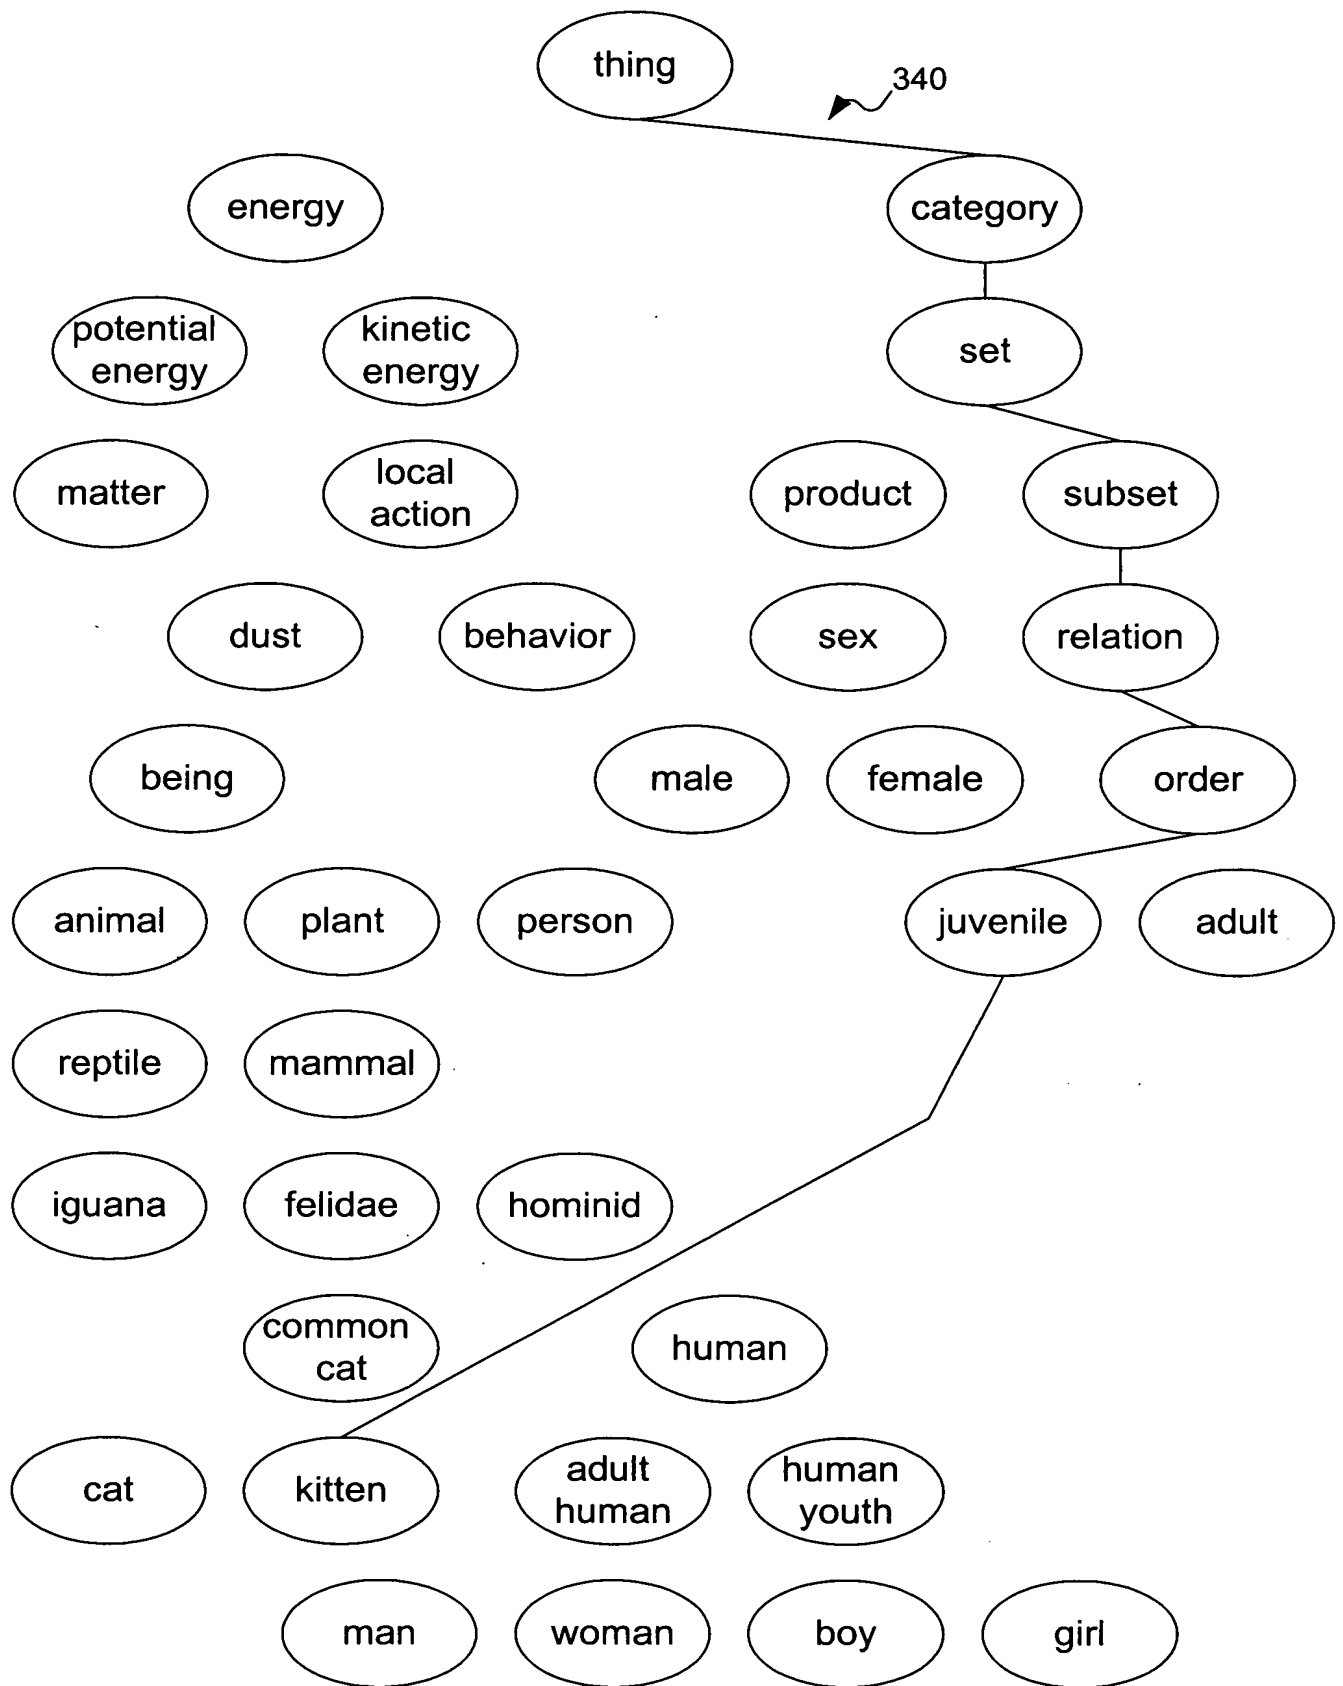 thing
340
energy
category
potential
energy
kinetic
energy
set
matter
local
action
product
subset
dust
behavior
sex
relation
being
male
female
order
animal
plant
person
juvenile
adult
reptile
mammal
iguana
felidae
hominid
common
cat
human
cat
kitten
adult
human
human
youth
man
woman
boy
girl